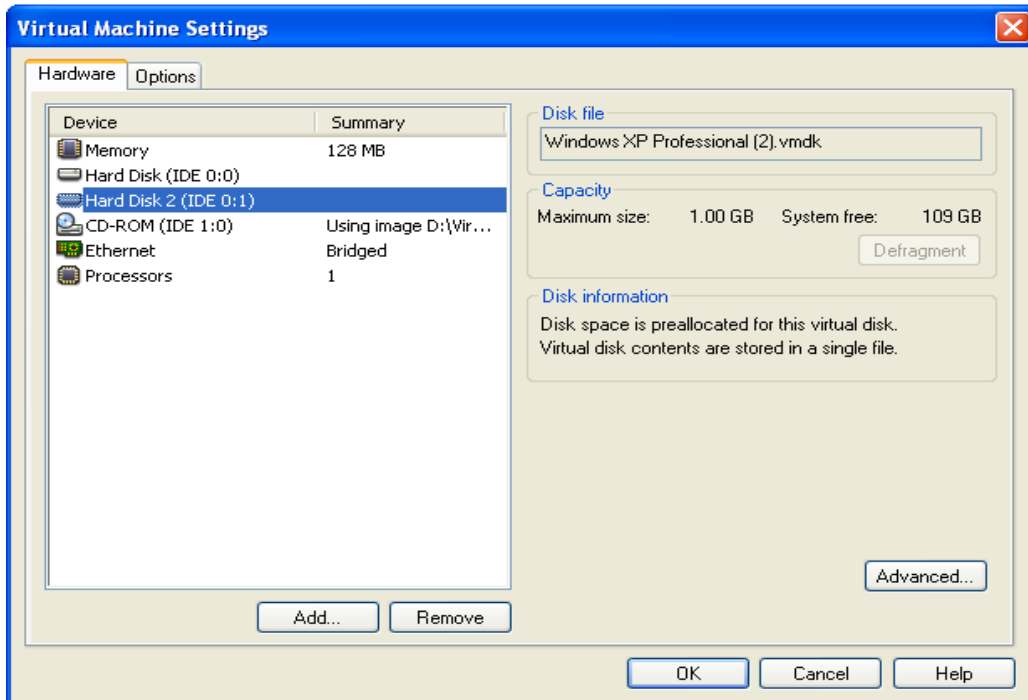 Virtual Machine Settings
Hardware Options
Device Summary
Memory 128 MB
Hard Disk (IDE 0:0)
Hard Disk 2 (IDE 0:1)
CD-ROM (IDE 1:0) Using image D:\Vir...
Ethernet Bridged
Processors 1
Add... Remove
Disk file
Windows XP Professional (2).vmdk
Capacity
Maximum size: 1.00 GB System free: 109 GB
Defragment
Disk information
Disk space is preallocated for this virtual disk.
Virtual disk contents are stored in a single file.
Advanced...
OK Cancel Help